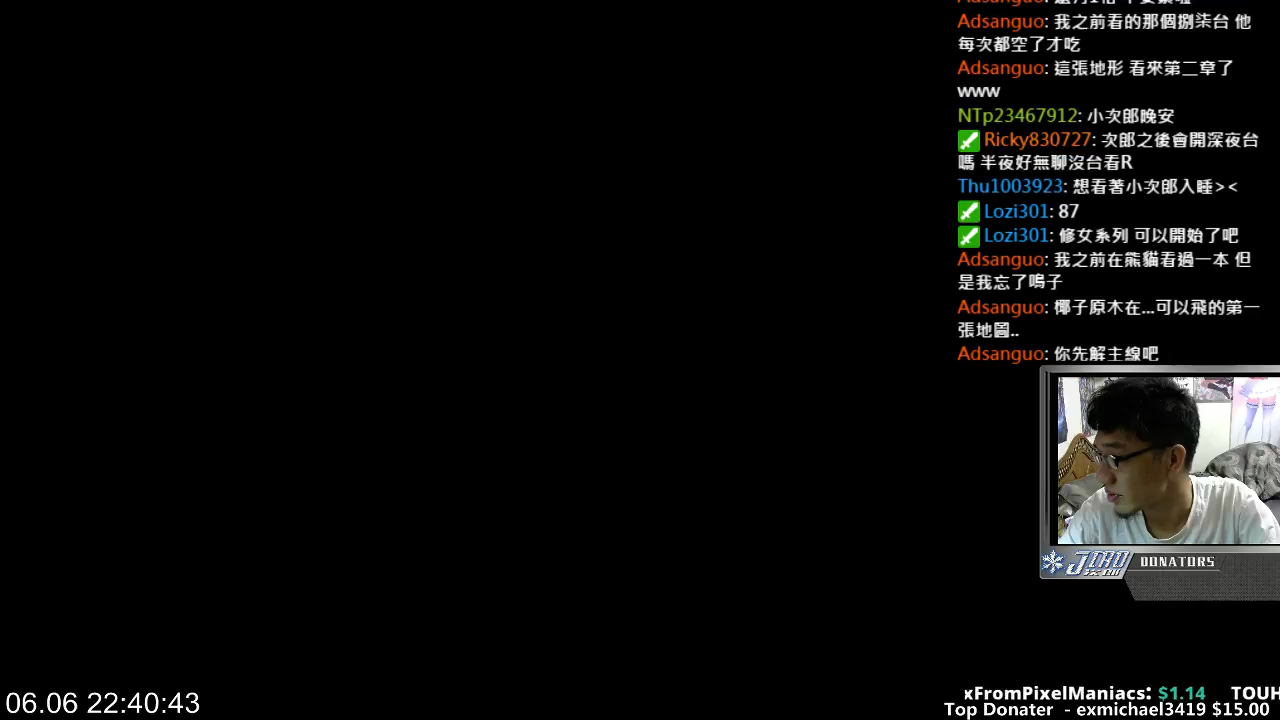 Adsanguo:
Adsanguo: 我之前看的那個捌柒台 他
每次都空了才吃
Adsanguo: 這張地形 看來第二章了
www
NTp23467912: 小次郎晚安
Ricky830727: 次郎之後會開深夜台
嗎 半夜好無聊沒台看R
Thu1003923: 想看著小次郎入睡><
Lozi301: 87
Lozi301: 修女系列 可以開始了吧
Adsanguo: 我之前在熊貓看過一本 但
是我忘了鳴子
Adsanguo: 椰子原木在...可以飛的第一
張地圖..
Adsanguo: 你先解主線吧
JORO
DONATORS
06.06 22:40:43
xFromPixelManiacs: $1.14 TOUH
Top Donater - exmichael3419 $15.00